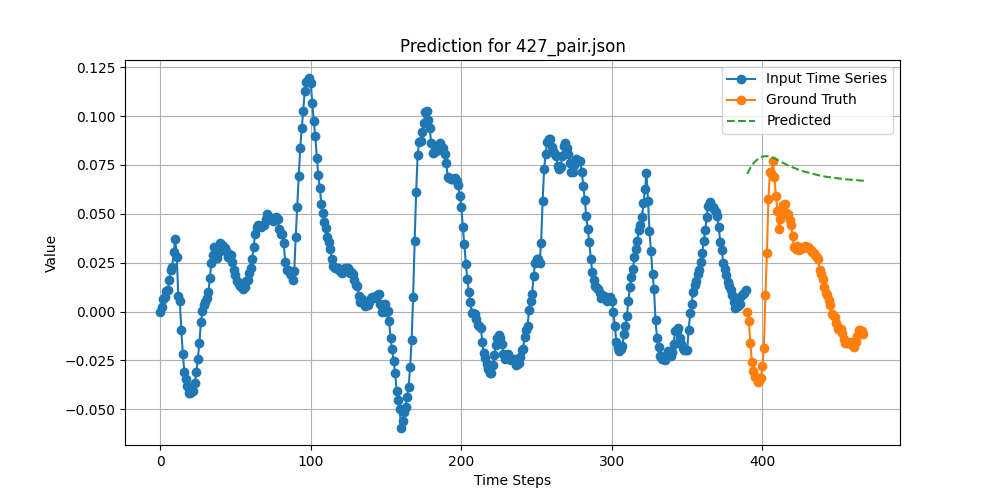 Prediction for 427_pair.json
Input Time Series
Ground Truth
Predicted
Value
0.125
0.100
0.075
0.050
0.025
0.000
−0.025
−0.050
0 100 200 300 400
Time Steps